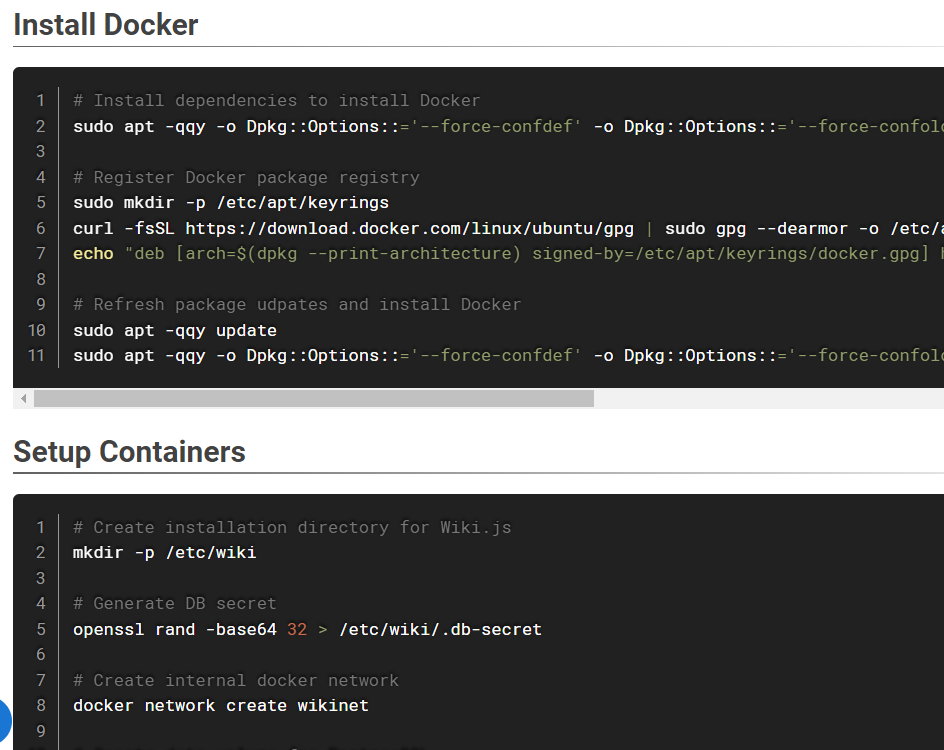 Install Docker
1 # Install dependencies to install Docker
2 sudo apt -qqy -o Dpkg::Options::='--force-confdef' -o Dpkg::Options::='--force-confol
3
4 # Register Docker package registry
5 sudo mkdir -p /etc/apt/keyrings
6 curl -fsSL https://download.docker.com/linux/ubuntu/gpg | sudo gpg --dearmor -o /etc/
7 echo "deb [arch=$(dpkg --print-architecture) signed-by=/etc/apt/keyrings/docker.gpg]
8
9 # Refresh package udpates and install Docker
10 sudo apt -qqy update
11 sudo apt -qqy -o Dpkg::Options::='--force-confdef' -o Dpkg::Options::='--force-confol
Setup Containers
1 # Create installation directory for Wiki.js
2 mkdir -p /etc/wiki
3
4 # Generate DB secret
5 openssl rand -base64 32 > /etc/wiki/.db-secret
6
7 # Create internal docker network
8 docker network create wikinet
9